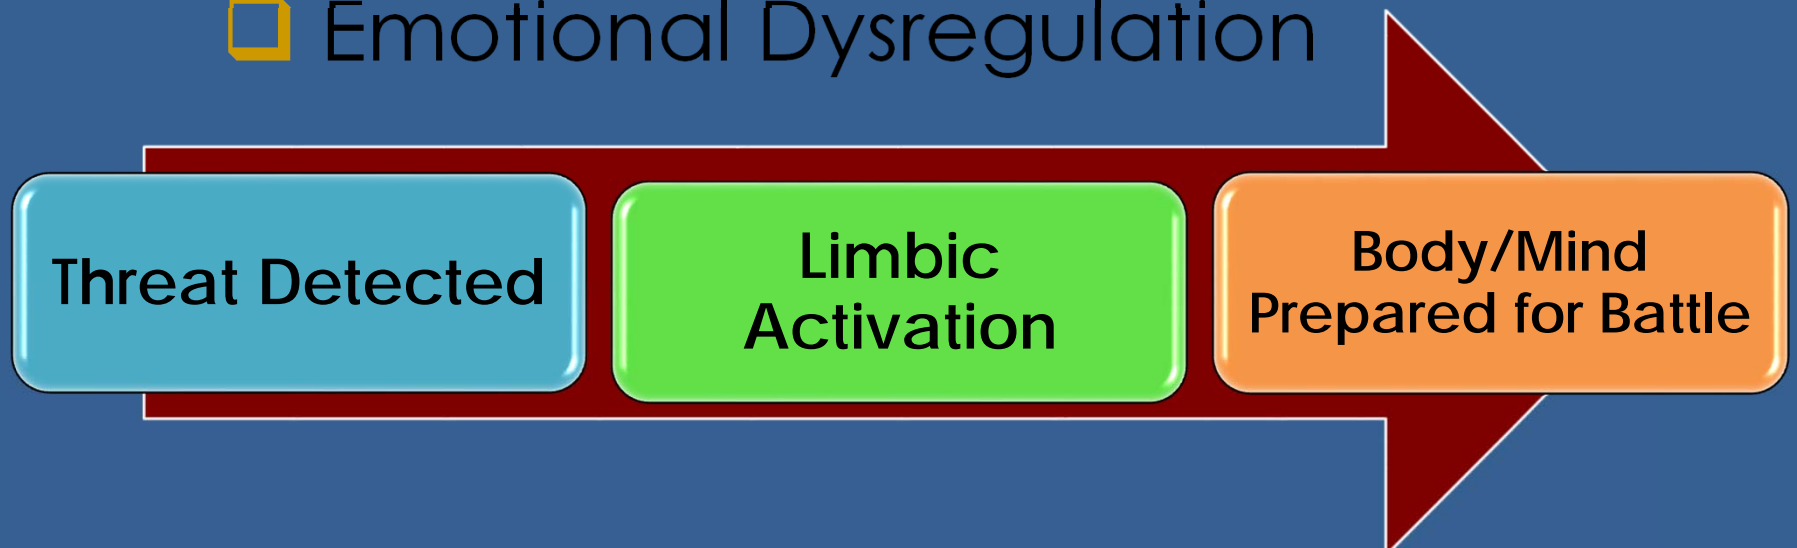 Emotional Dysregulation
Threat Detected
Limbic
Activation
Body/Mind
Prepared for Battle